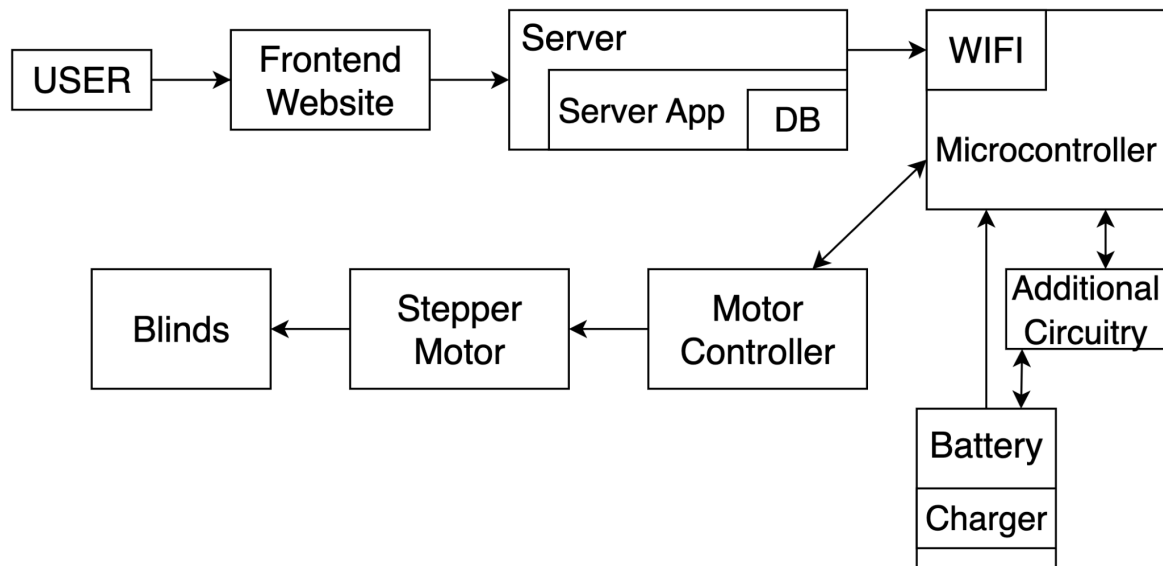 USER
Frontend
Website
Server
Server App
DB
WIFI
Microcontroller
Blinds
Stepper
Motor
Motor
Controller
Additional
Circuitry
Battery
Charger